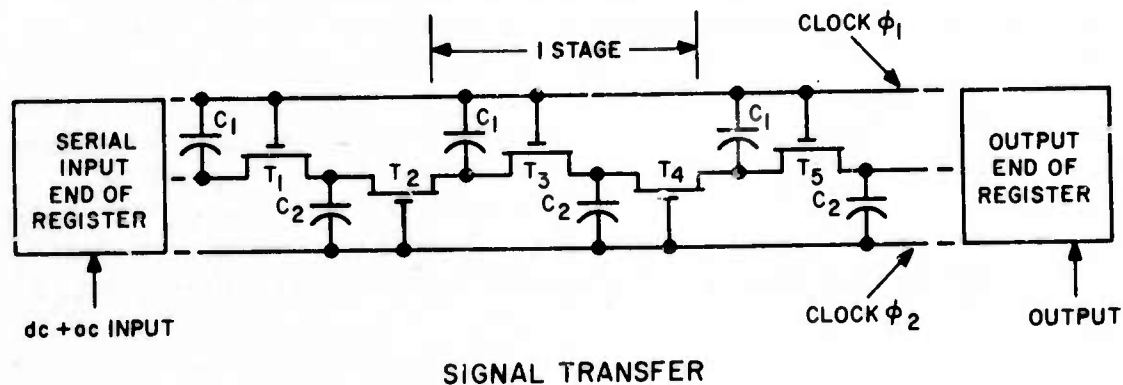 CLOCK ϕ1
1 STAGE
SERIAL
INPUT
END OF
REGISTER
C1
T1
C2
T2
C1
T3
C2
T4
C1
T5
C2
OUTPUT
END OF
REGISTER
dc + ac INPUT
CLOCK ϕ2
OUTPUT
SIGNAL TRANSFER